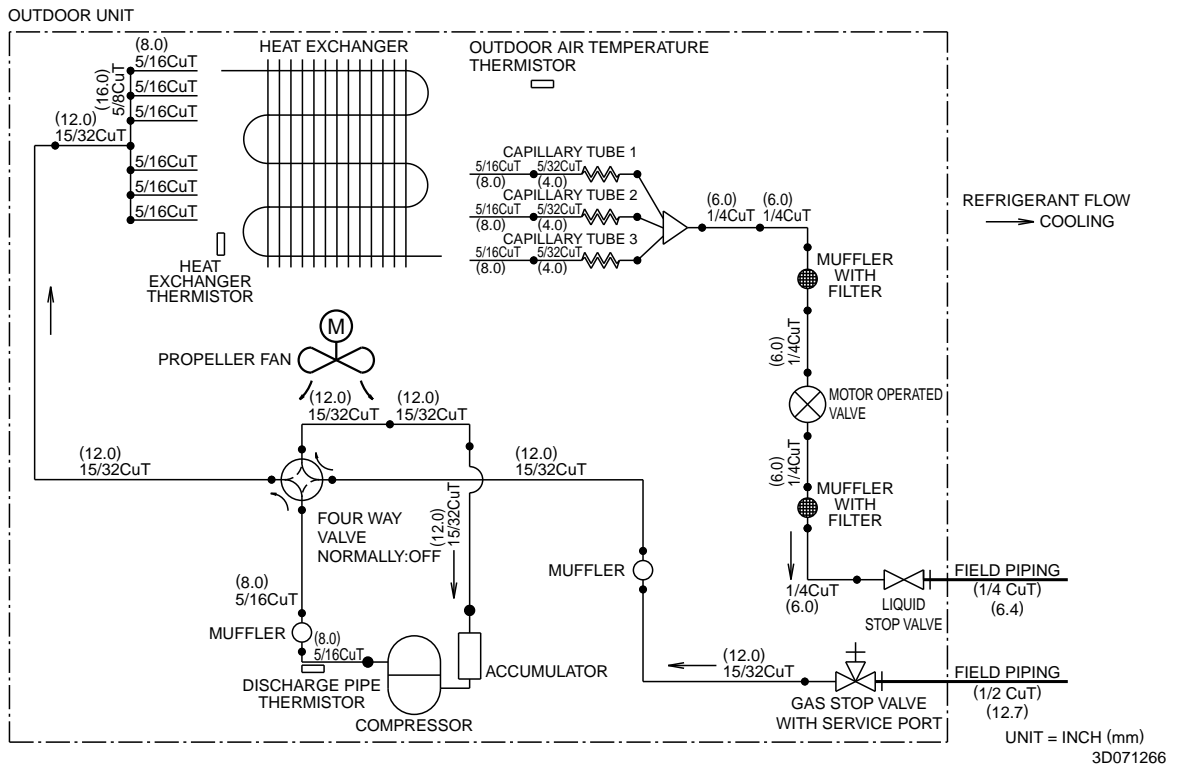 OUTDOOR UNIT
(8.0)
5/16CuT
5/16CuT
5/16CuT
(16.0)
5/8CuT
(12.0)
15/32CuT
5/16CuT
5/16CuT
5/16CuT
HEAT EXCHANGER
HEAT
EXCHANGER
THERMISTOR
OUTDOOR AIR TEMPERATURE
THERMISTOR
CAPILLARY TUBE 1
5/16CuT
5/32CuT
(8.0)
(4.0)
CAPILLARY TUBE 2
5/16CuT
5/32CuT
(8.0)
(4.0)
CAPILLARY TUBE 3
5/16CuT
5/32CuT
(8.0)
(4.0)
(6.0)
1/4CuT
(6.0)
1/4CuT
REFRIGERANT FLOW
COOLING
MUFFLER
WITH
FILTER
(6.0)
1/4CuT
MOTOR OPERATED
VALVE
(6.0)
1/4CuT
MUFFLER
WITH
FILTER
M
PROPELLER FAN
(12.0)
15/32CuT
(12.0)
15/32CuT
(12.0)
15/32CuT
(12.0)
15/32CuT
FOUR WAY
VALVE
NORMALLY:OFF
(12.0)
15/32CuT
(8.0)
5/16CuT
MUFFLER
(8.0)
5/16CuT
DISCHARGE PIPE
THERMISTOR
COMPRESSOR
ACCUMULATOR
MUFFLER
1/4CuT
(6.0)
LIQUID
STOP VALVE
FIELD PIPING
(1/4 CuT)
(6.4)
(12.0)
15/32CuT
GAS STOP VALVE
WITH SERVICE PORT
FIELD PIPING
(1/2 CuT)
(12.7)
UNIT = INCH (mm)
3D071266